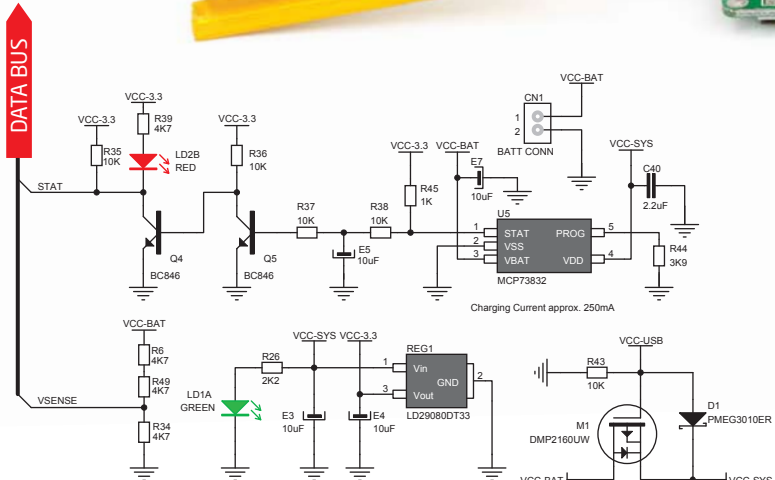 DATA BUS
VCC-3.3
VCC-3.3
R39
4K7
R35
10K
LD2B
RED
STAT
Q4
BC846
VCC-3.3
R36
10K
Q5
BC846
R37
10K
R38
10K
E5
10uF
VCC-3.3
R45
1K
VCC-BAT
E7
10uF
VCC-BAT
CN1
1
2
BATT CONN
VCC-SYS
C40
2.2uF
U5
1 STAT PROG 5
2 VSS
3 VBAT VDD 4
MCP73832
R44
3K9
Charging Current approx. 250mA
VCC-BAT
R6
4K7
R49
4K7
VSENSE
R34
4K7
LD1A
GREEN
R26
2K2
VCC-SYS VCC-3.3
E3
10uF
E4
10uF
REG1
1 Vin
GND 2
3 Vout
LD29080DT33
VCC-USB
R43
10K
D1
PMEG3010ER
M1
DMP2160UW
VCC-BAT
VCC-SYS